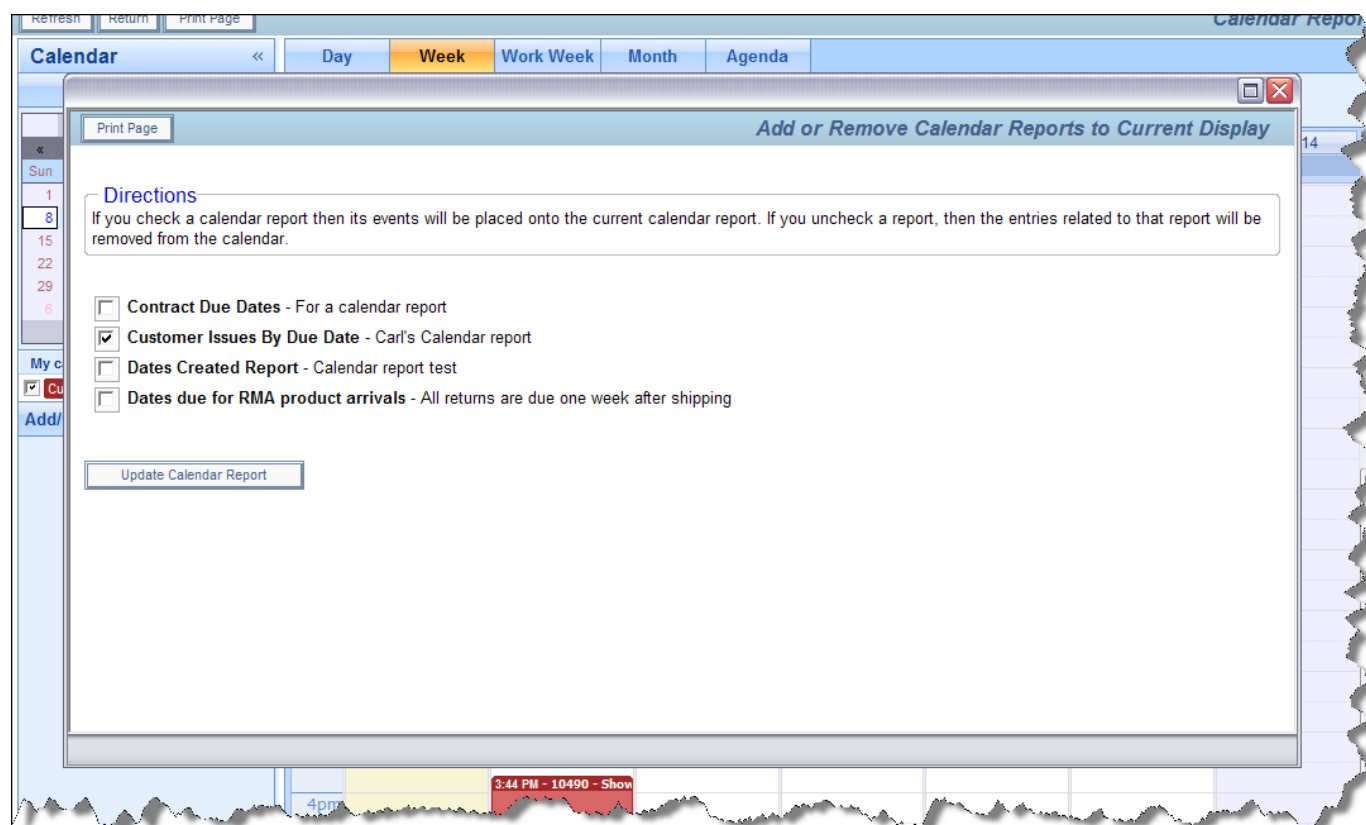 Refresh Return Print Page Calendar Repor
Calendar « Day Week Work Week Month Agenda
Print Page Add or Remove Calendar Reports to Current Display
14
«
Sun
Directions
1
If you check a calendar report then its events will be placed onto the current calendar report. If you uncheck a report, then the entries related to that report will be
8
removed from the calendar.
15
22
29
6
Contract Due Dates - For a calendar report
Customer Issues By Due Date - Carl's Calendar report
My c
Dates Created Report - Calendar report test
Cu
Dates due for RMA product arrivals - All returns are due one week after shipping
Add/
Update Calendar Report
3:44 PM - 10490 - Show
4pm